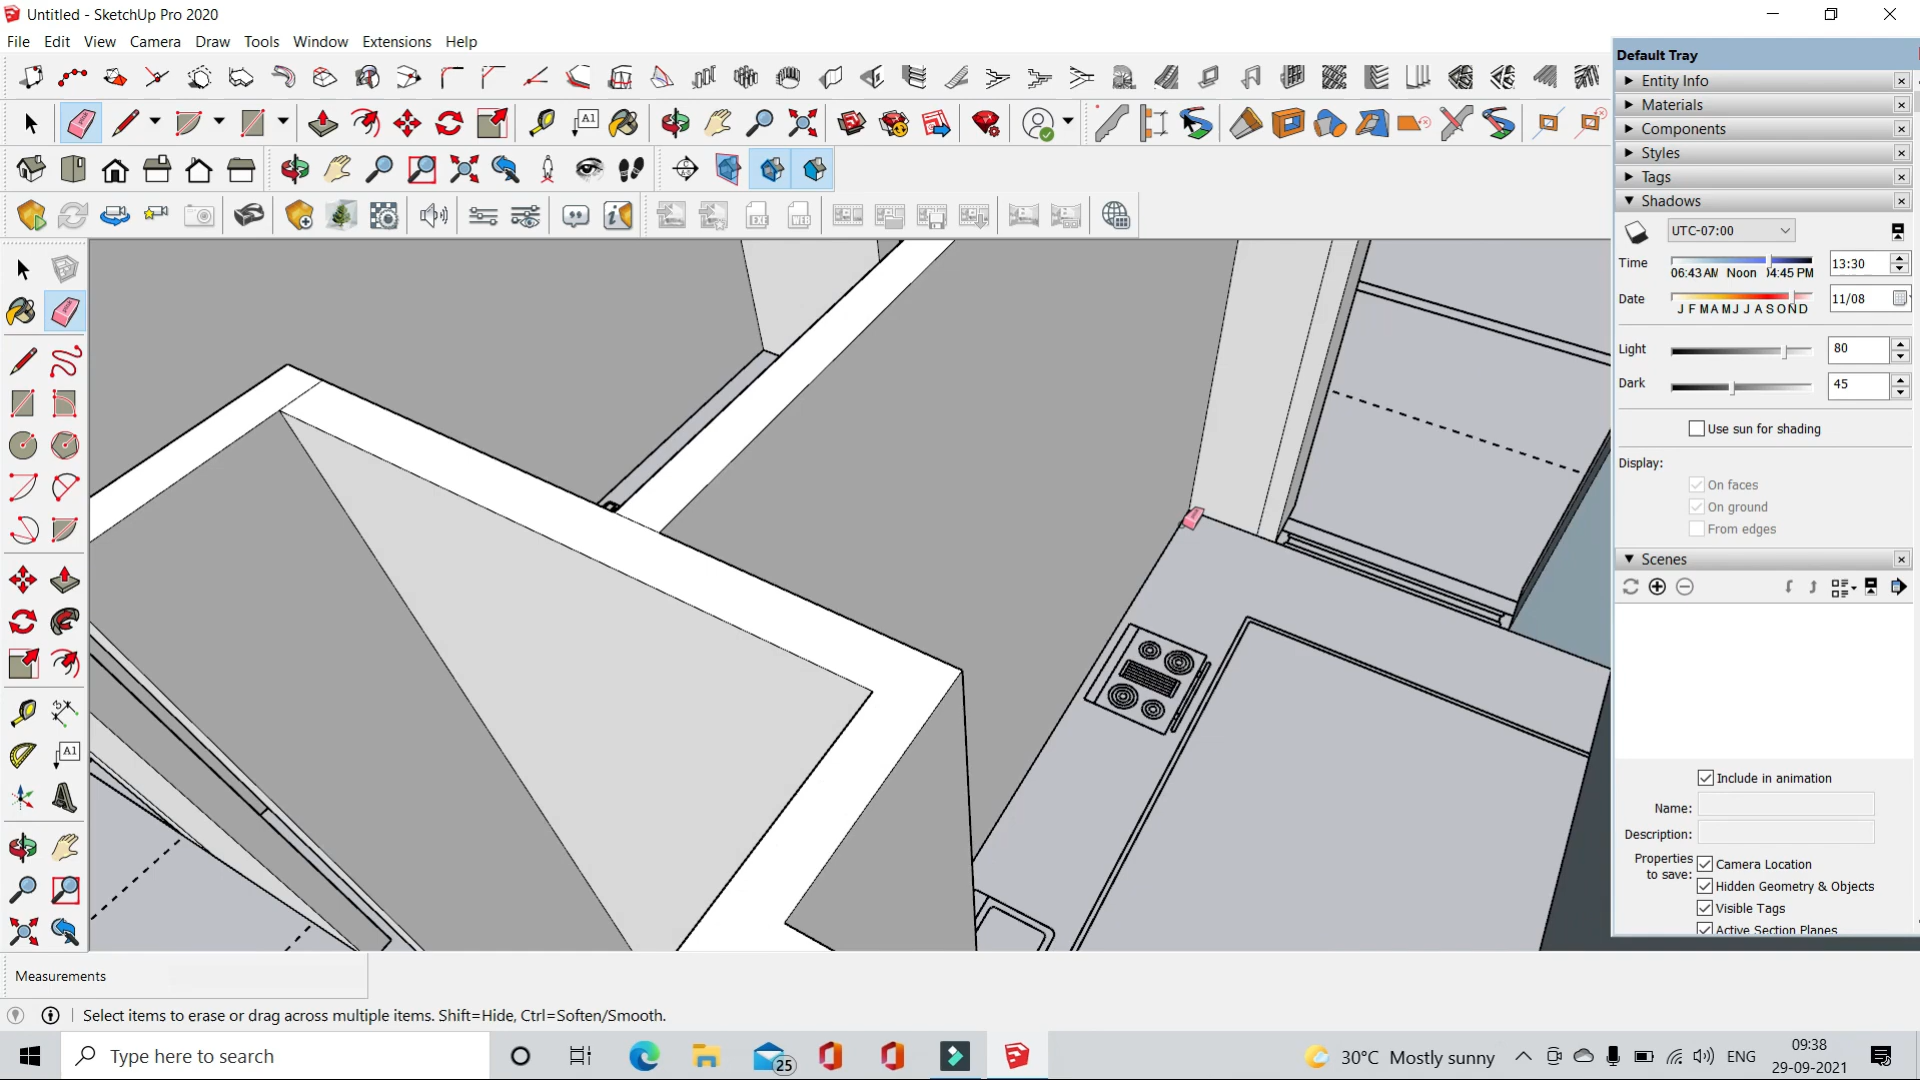 Untitled - SketchUp Pro 2020
File Edit View Camera Draw Tools Window Extensions Help
Default Tray
Entity Info
Materials
Components
Styles
Tags
Shadows
UTC-07:00
Time
06:43 AM Noon 04:45 PM
13:30
Date
J F M A M J J A S O N D
11/08
Light
80
Dark
45
Use sun for shading
Display:
On faces
On ground
From edges
Scenes
Include in animation
Name:
Description:
Properties to save:
Camera Location
Hidden Geometry & Objects
Visible Tags
Active Section Planes
A1
EXE
WEB
A1
Measurements
Select items to erase or drag across multiple items. Shift=Hide, Ctrl=Soften/Smooth.
Type here to search
25
30°C Mostly sunny
ENG
09:38
29-09-2021